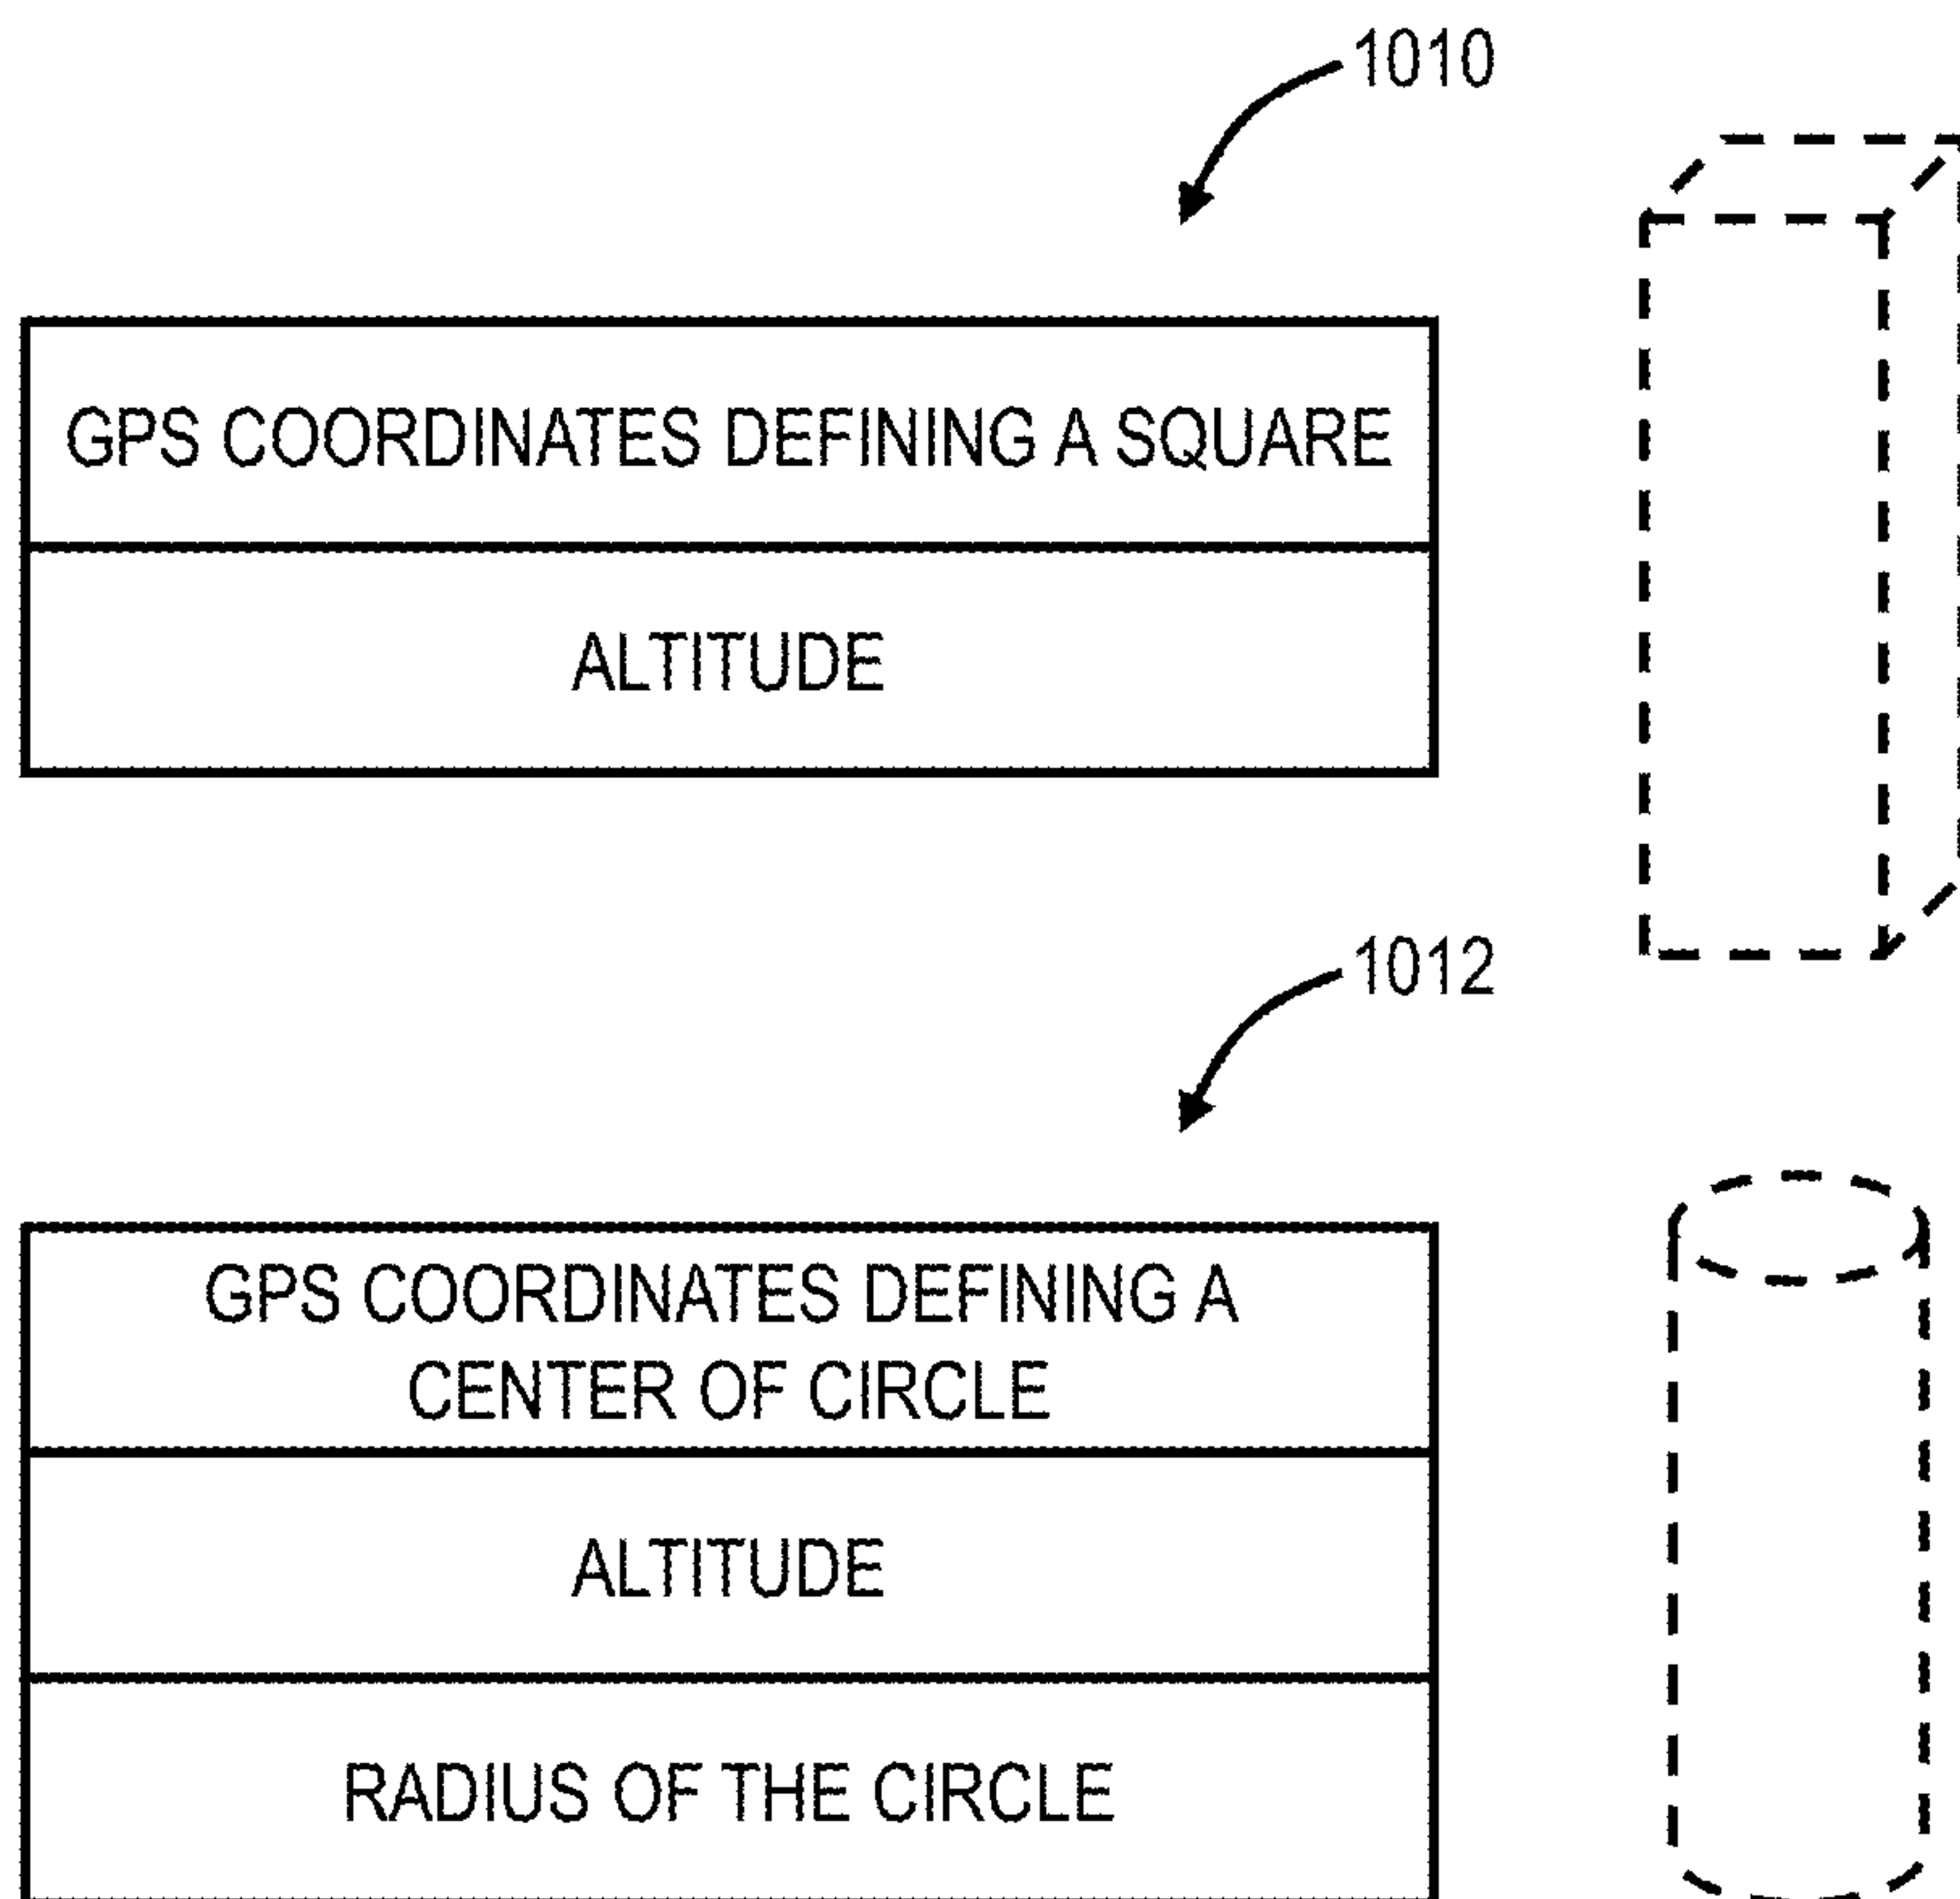 1010
GPS COORDINATES DEFINING A SQUARE
ALTITUDE
1012
GPS COORDINATES DEFINING A
CENTER OF CIRCLE
ALTITUDE
RADIUS OF THE CIRCLE